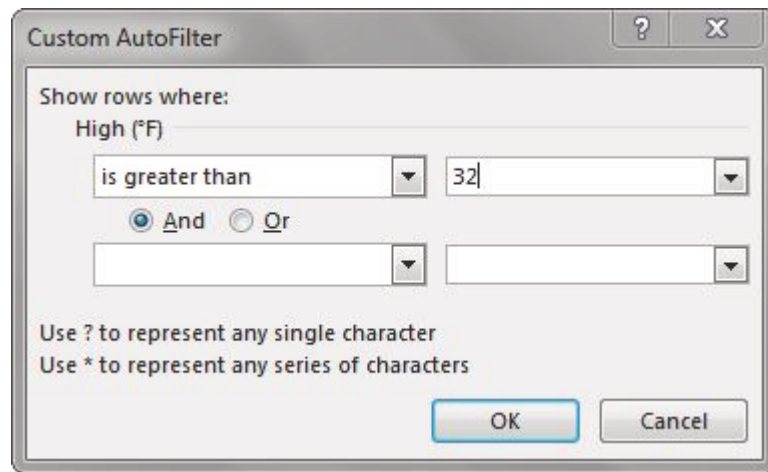 Custom AutoFilter
?
Show rows where:
High (°F)
is greater than 32
And Or
Use ? to represent any single character
Use * to represent any series of characters
OK Cancel